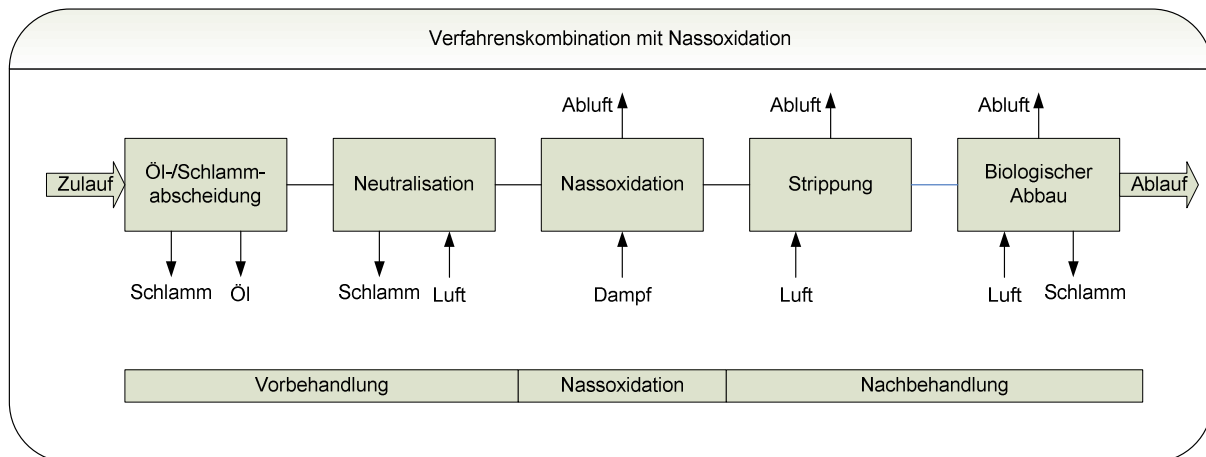 Verfahrenskombination mit Nassoxidation
Abluft Abluft Abluft
Zulauf
Öl-/Schlamm-
abscheidung
Neutralisation
Nassoxidation
Strippung
Biologischer
Abbau
Ablauf
Schlamm Öl Schlamm Luft Dampf Luft Luft Schlamm
Vorbehandlung Nassoxidation Nachbehandlung